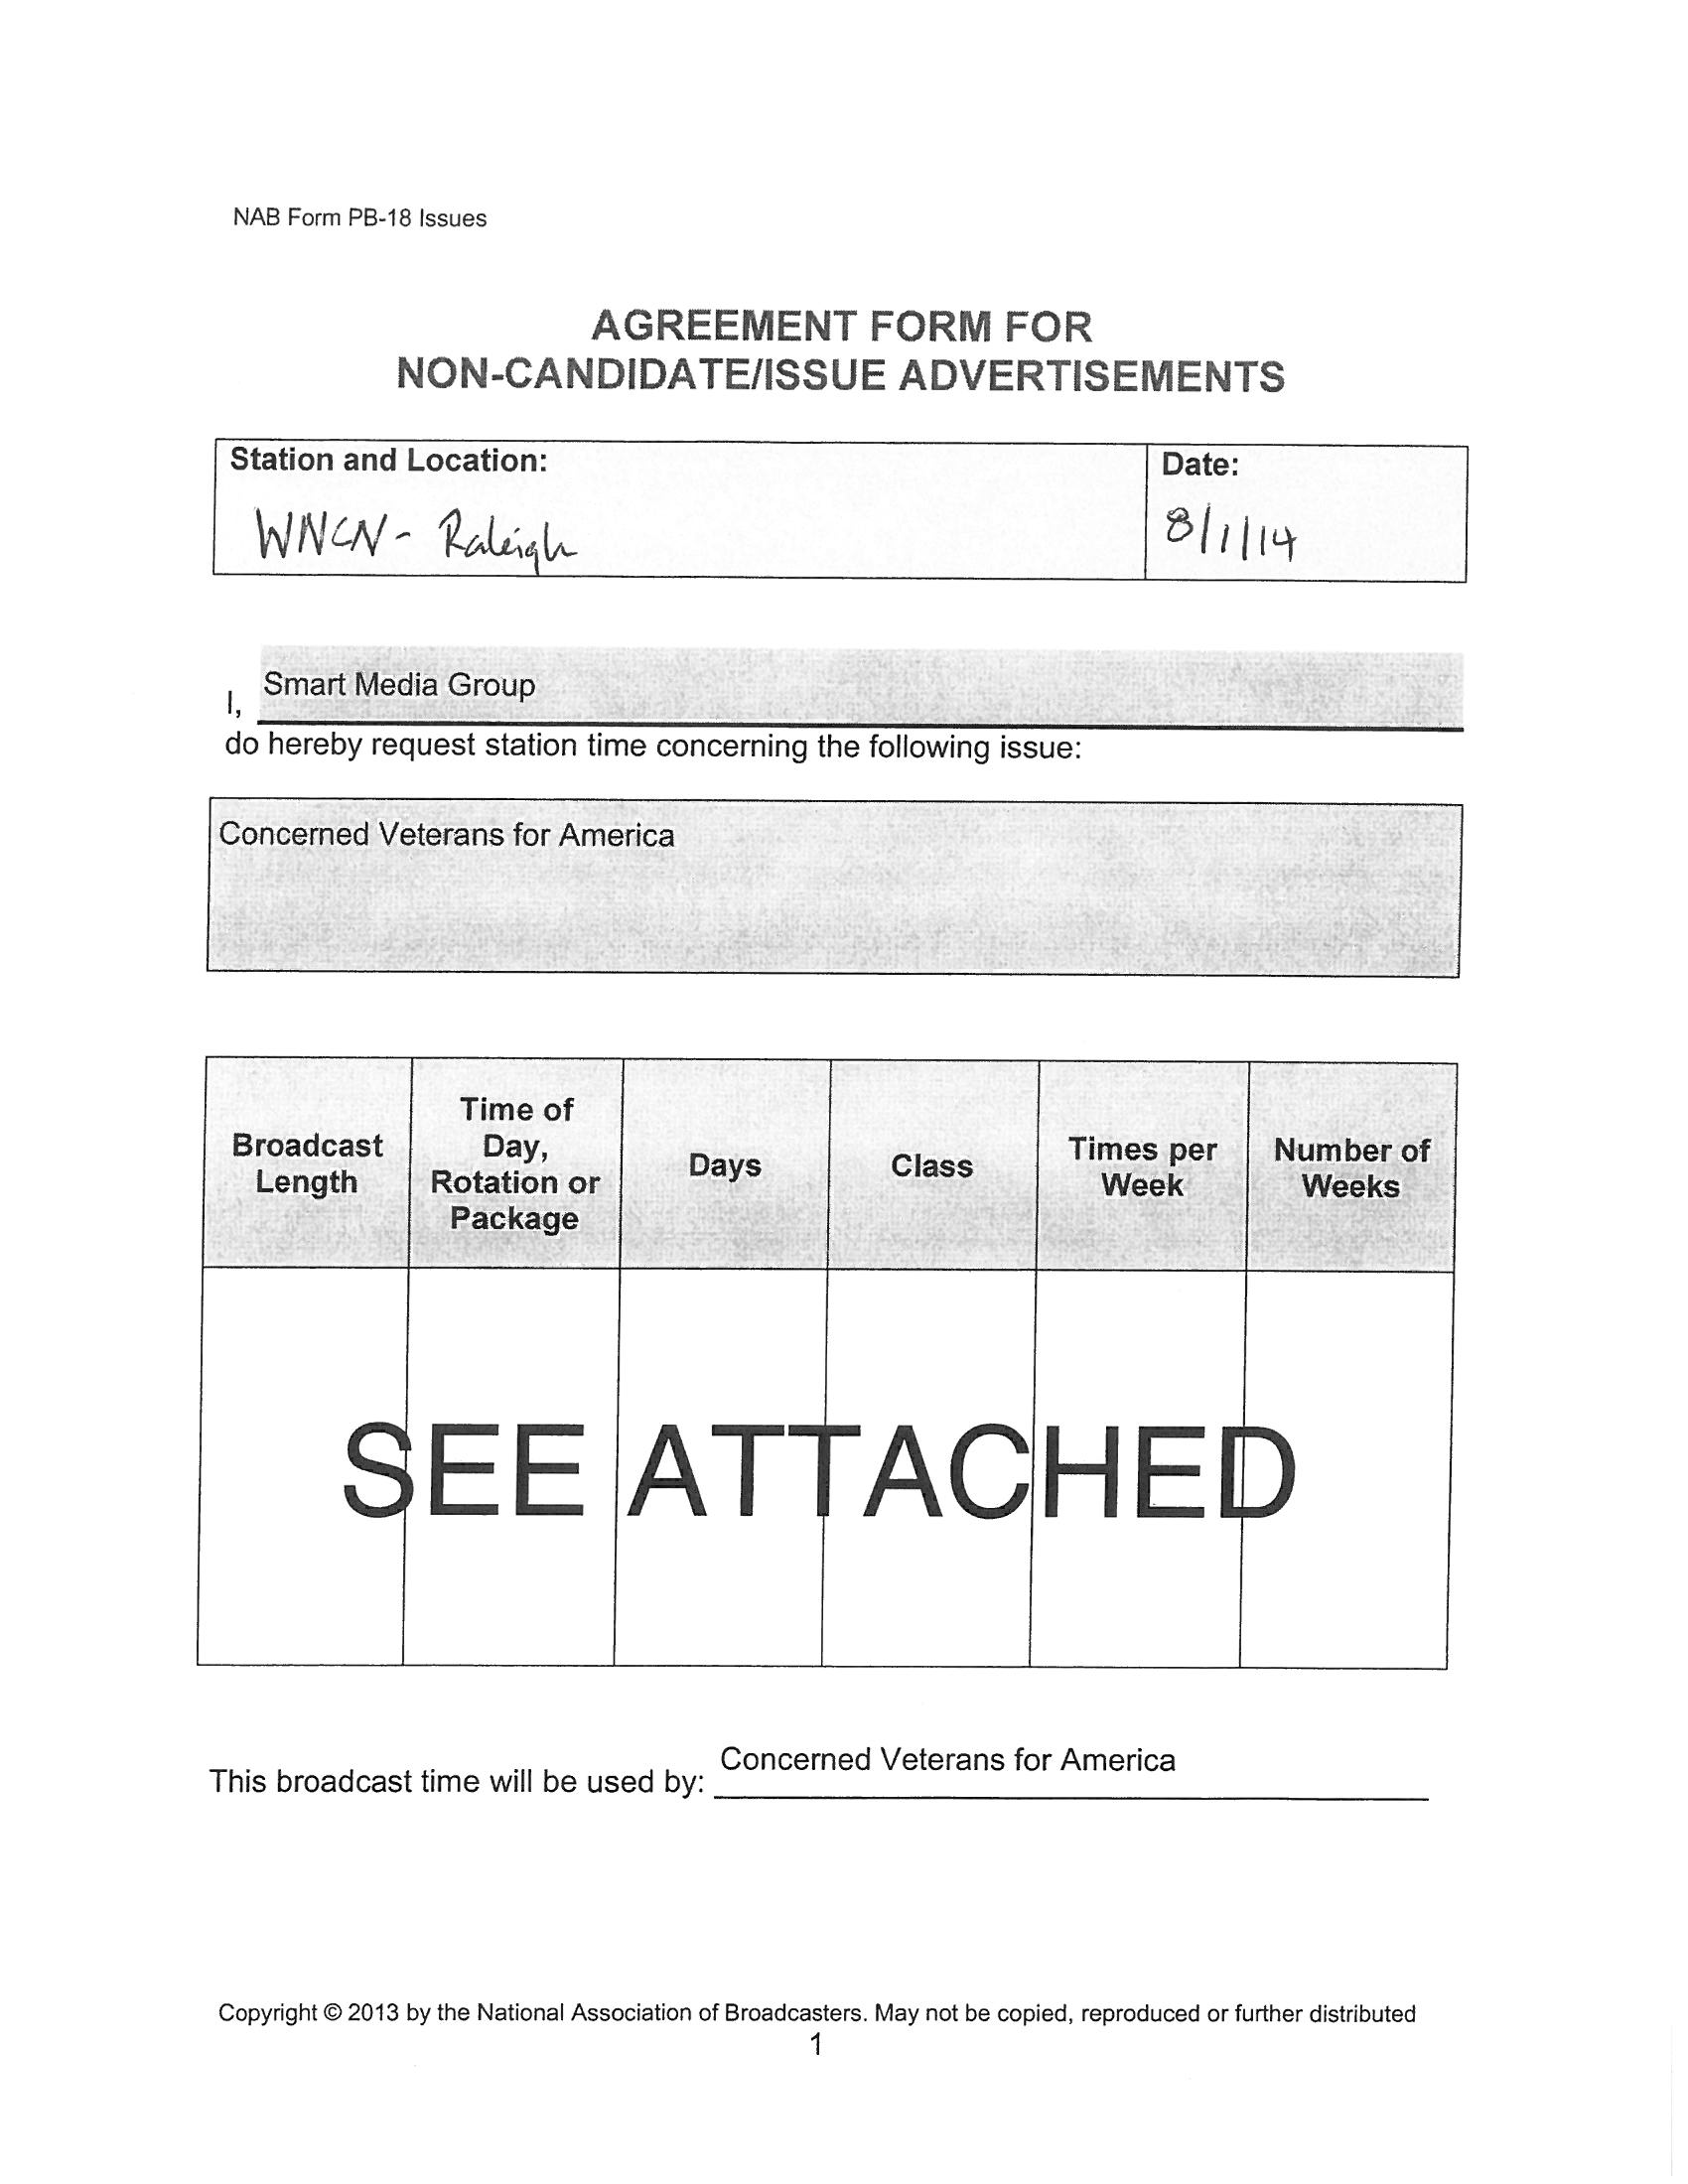 NAB Form PB-18 Issues
AGREEMENT FORM FOR
NON-CANDIDATE/ISSUE ADVERTISEMENTS
Station and Location:
Date:
WNCN - Raleigh
8/1/14
I, Smart Media Group
do hereby request station time concerning the following issue:
Concerned Veterans for America
Broadcast
Length
Time of
Day,
Rotation or
Package
Days
Class
Times per
Week
Number of
Weeks
SEE ATTACHED
This broadcast time will be used by: Concerned Veterans for America
Copyright © 2013 by the National Association of Broadcasters. May not be copied, reproduced or further distributed
1